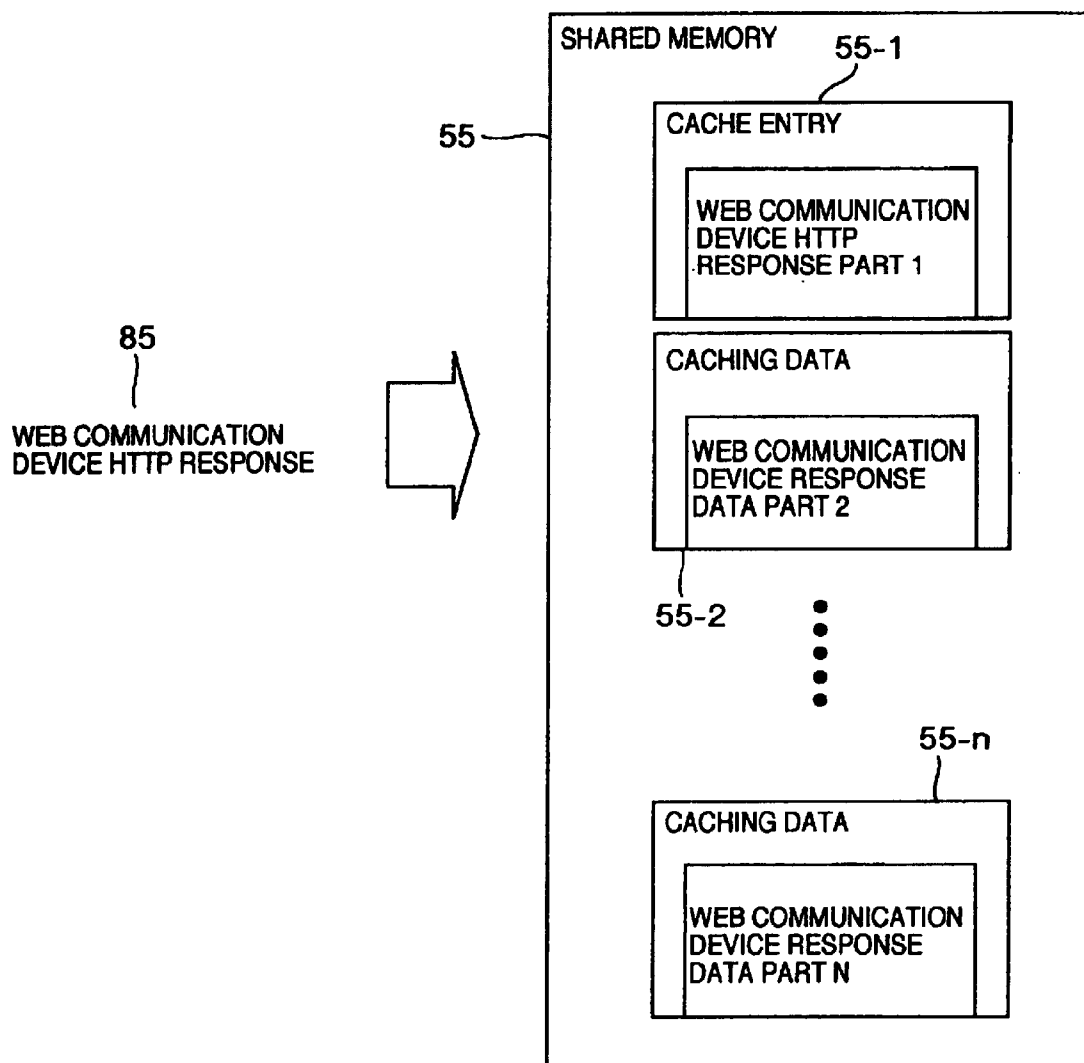 SHARED MEMORY
55-1
55
CACHE ENTRY
WEB COMMUNICATION
DEVICE HTTP
RESPONSE PART 1
85
WEB COMMUNICATION
DEVICE HTTP RESPONSE
CACHING DATA
WEB COMMUNICATION
DEVICE RESPONSE
DATA PART 2
55-2
55-n
CACHING DATA
WEB COMMUNICATION
DEVICE RESPONSE
DATA PART N